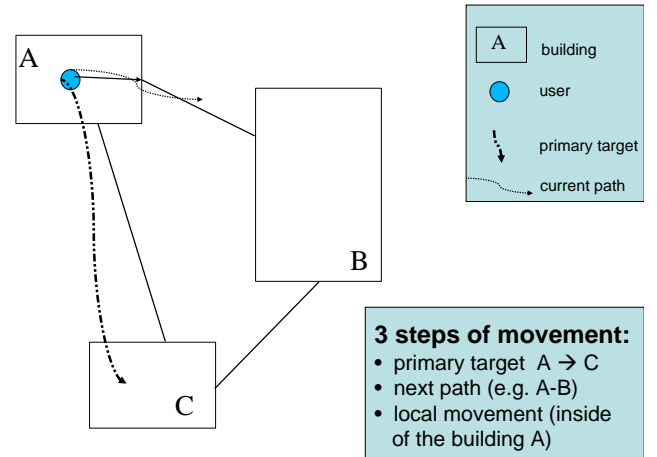 A
B
C
A building
user
primary target
current path
3 steps of movement:
• primary target A → C
• next path (e.g. A-B)
• local movement (inside
of the building A)